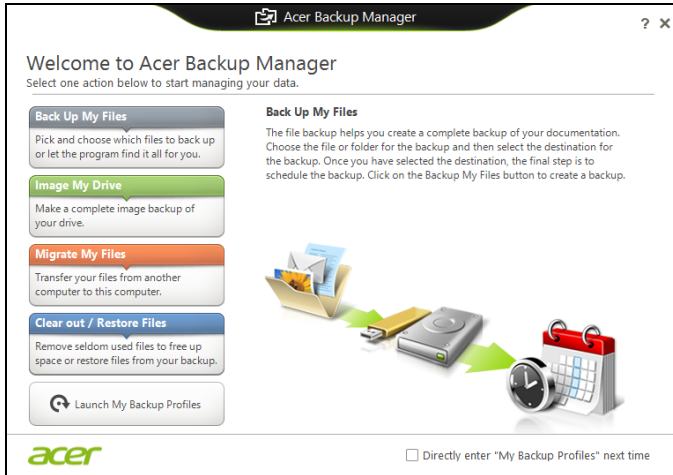 Acer Backup Manager
? X
Welcome to Acer Backup Manager
Select one action below to start managing your data.
Back Up My Files
Pick and choose which files to back up
or let the program find it all for you.
Image My Drive
Make a complete image backup of
your drive.
Migrate My Files
Transfer your files from another
computer to this computer.
Clear out / Restore Files
Remove seldom used files to free up
space or restore files from your backup.
Launch My Backup Profiles
Back Up My Files
The file backup helps you create a complete backup of your documentation.
Choose the file or folder for the backup and then select the destination for
the backup. Once you have selected the destination, the final step is to
schedule the backup. Click on the Backup My Files button to create a backup.
acer
Directly enter "My Backup Profiles" next time